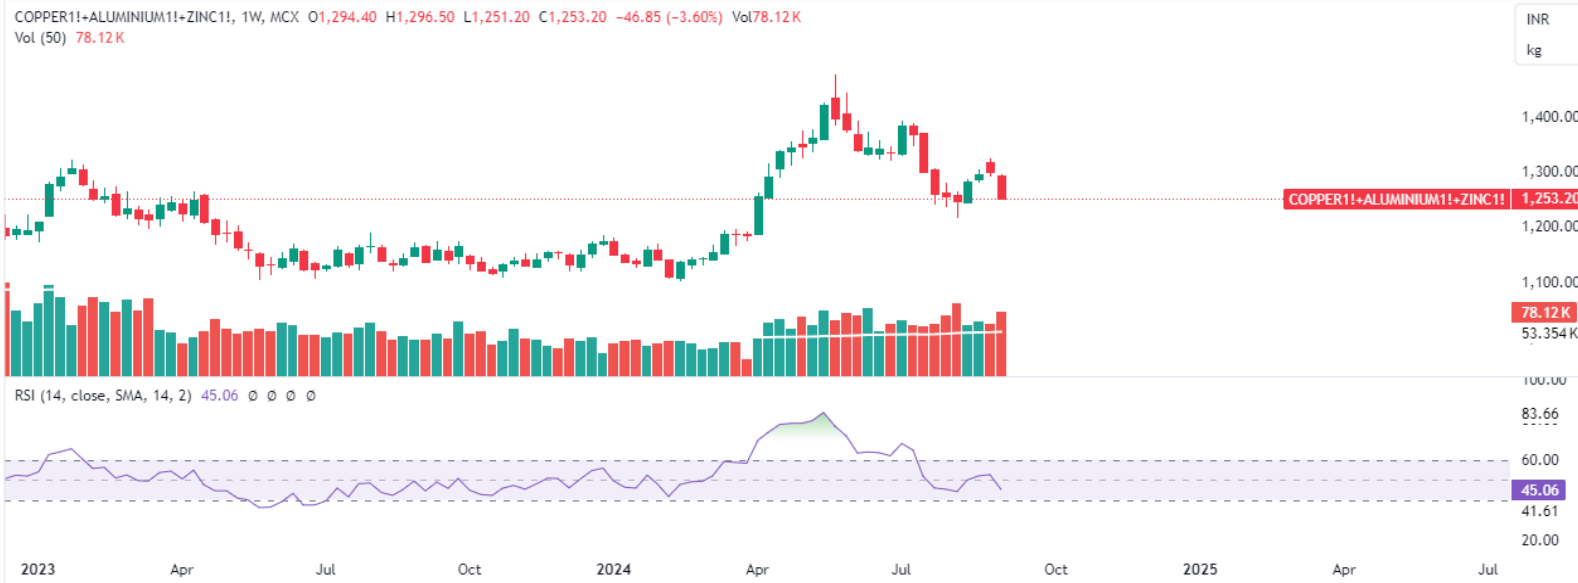 COPPER1!+ALUMINIUM1!+ZINC1!, 1W, MCX O1,294.40 H1,296.50 L1,251.20 C1,253.20 −46.85 (−3.60%) Vol78.12 K
INR
Vol (50) 78.12 K
kg
1,400.00
1,300.00
COPPER1!+ALUMINIUM1!+ZINC1! 1,253.20
1,200.00
1,100.00
78.12 K
53.354 K
100.00
RSI (14, close, SMA, 14, 2) 45.06 Ø Ø Ø Ø
83.66
60.00
45.06
41.61
20.00
2023 Apr Jul Oct 2024 Apr Jul Oct 2025 Apr Jul